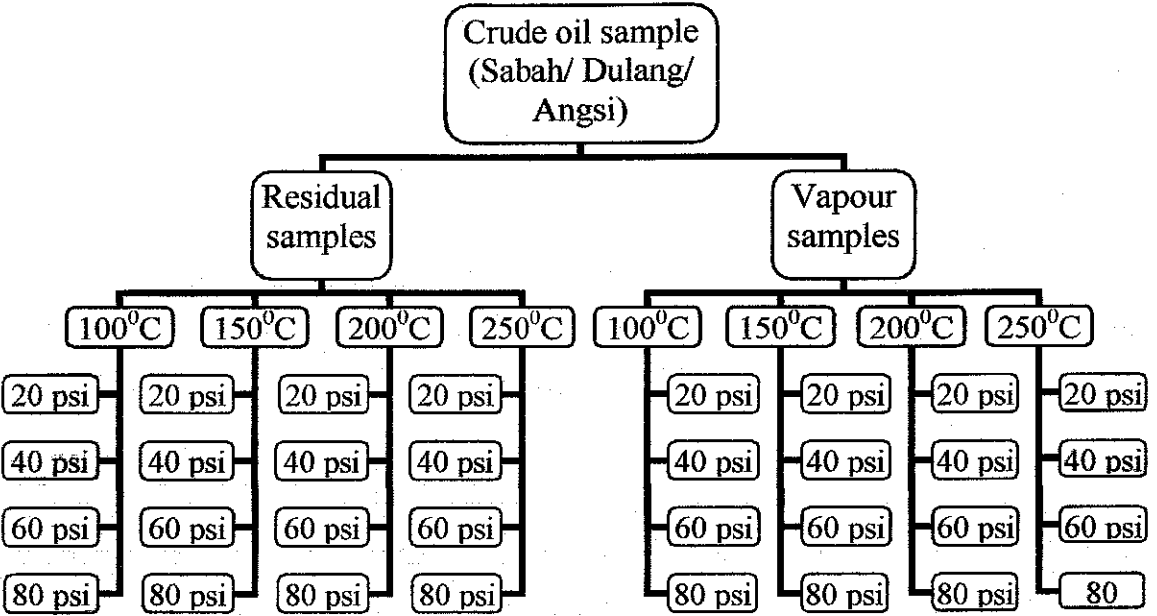 Crude oil sample
(Sabah/ Dulang/
Angsi)
Residual
samples
Vapour
samples
100⁰C 150⁰C 200⁰C 250⁰C 100⁰C 150⁰C 200⁰C 250⁰C
20 psi 20 psi 20 psi 20 psi 20 psi 20 psi 20 psi 20 psi
40 psi 40 psi 40 psi 40 psi 40 psi 40 psi 40 psi 40 psi
60 psi 60 psi 60 psi 60 psi 60 psi 60 psi 60 psi 60 psi
80 psi 80 psi 80 psi 80 psi 80 psi 80 psi 80 psi 80